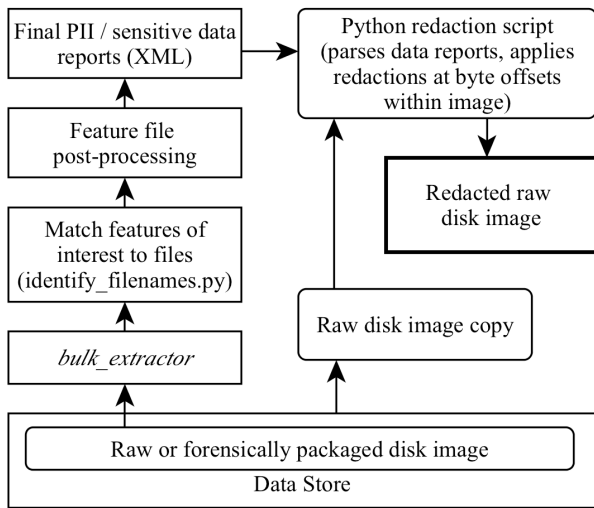 Final PII / sensitive data
reports (XML)
Python redaction script
(parses data reports, applies
redactions at byte offsets
within image)
Feature file
post-processing
Redacted raw
disk image
Match features of
interest to files
(identify_filenames.py)
Raw disk image copy
bulk_extractor
Raw or forensically packaged disk image
Data Store